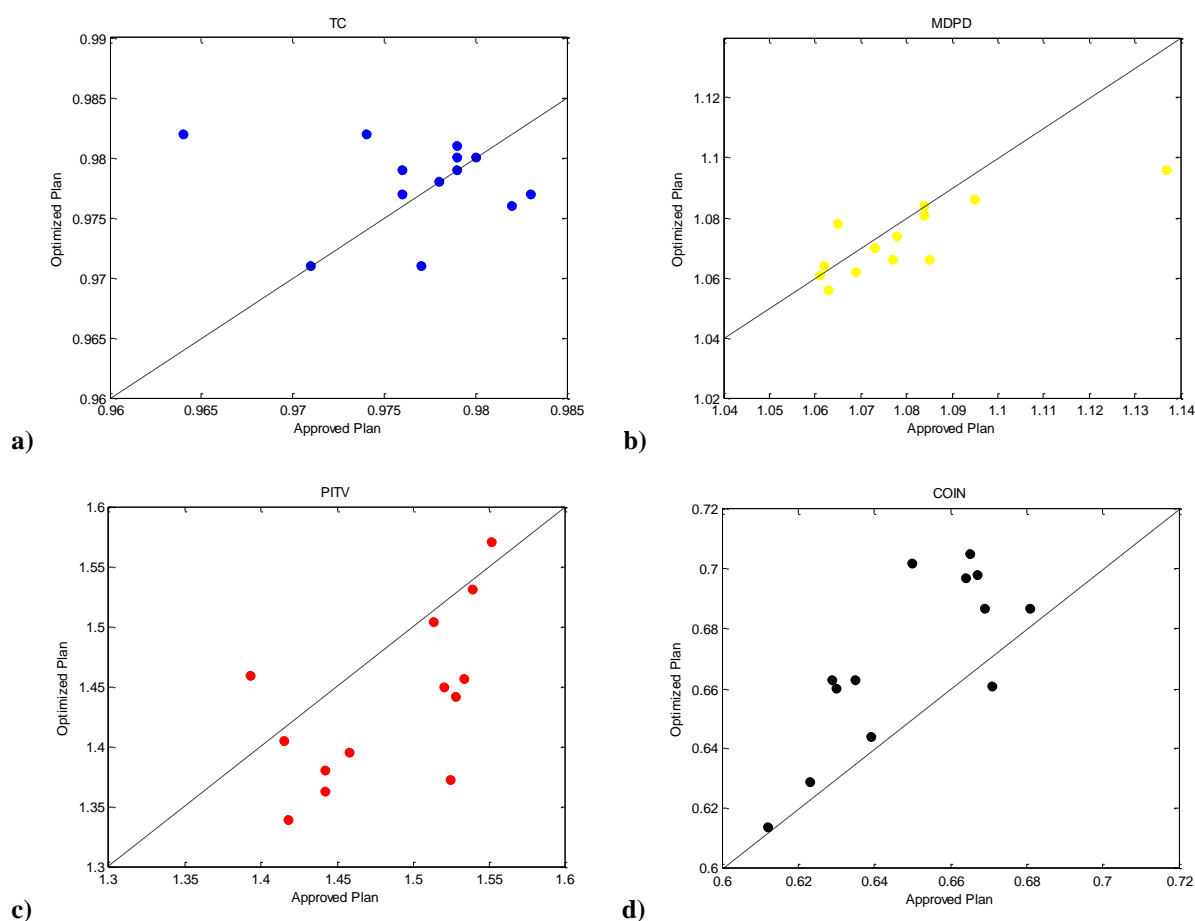 TC
0.99
0.985
0.98
0.975
0.97
0.965
0.96
Optimized Plan
0.96 0.965 0.97 0.975 0.98 0.985
Approved Plan
a)
MDPD
1.12
1.1
1.08
1.06
1.04
1.02
Optimized Plan
1.04 1.05 1.06 1.07 1.08 1.09 1.1 1.11 1.12 1.13 1.14
Approved Plan
b)
PITV
1.6
1.55
1.5
1.45
1.4
1.35
1.3
Optimized Plan
1.3 1.35 1.4 1.45 1.5 1.55 1.6
Approved Plan
c)
COIN
0.72
0.7
0.68
0.66
0.64
0.62
0.6
Optimized Plan
0.6 0.62 0.64 0.66 0.68 0.7 0.72
Approved Plan
d)